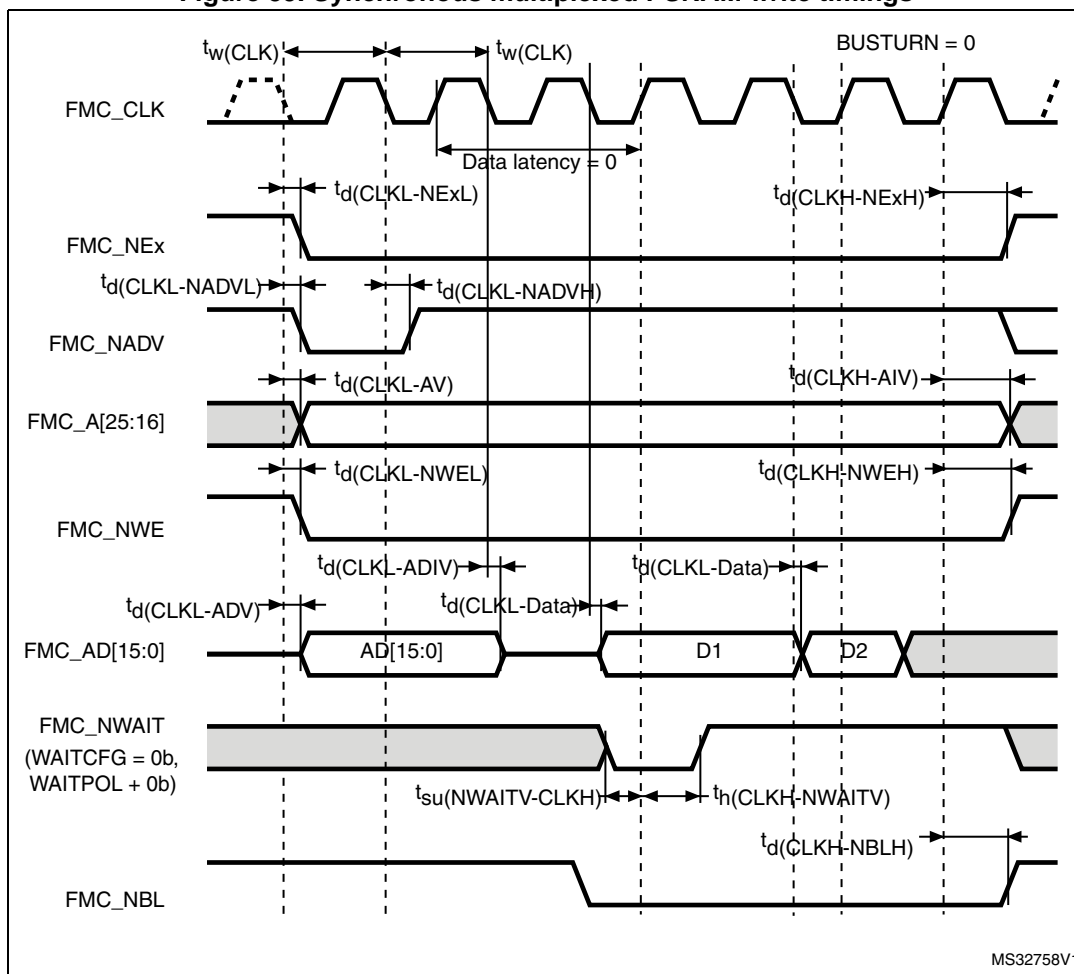 tw(CLK) tw(CLK) BUSTURN = 0
FMC_CLK
Data latency = 0
td(CLKL-NExL) td(CLKH-NExH)
FMC_NEx
td(CLKL-NADVL) td(CLKL-NADVH)
FMC_NADV
td(CLKL-AV) td(CLKH-AIV)
FMC_A[25:16]
td(CLKL-NWEL) td(CLKH-NWEH)
FMC_NWE
td(CLKL-ADIV) td(CLKL-Data)
td(CLKL-ADV) td(CLKL-Data)
FMC_AD[15:0] AD[15:0] D1 D2
FMC_NWAIT
(WAITCFG = 0b,
WAITPOL + 0b)
tsu(NWAITV-CLKH) th(CLKH-NWAITV)
td(CLKH-NBLH)
FMC_NBL
MS32758V1